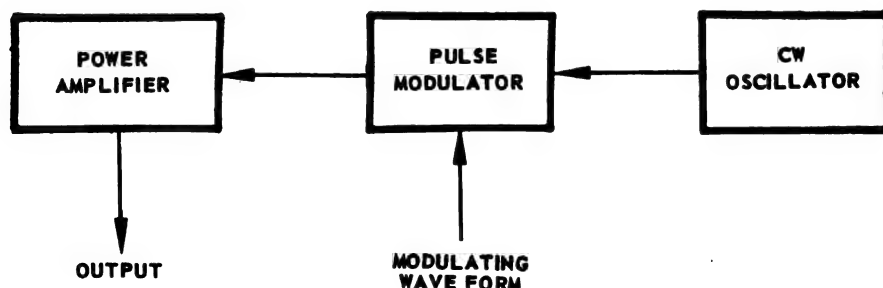 POWER
AMPLIFIER
PULSE
MODULATOR
CW
OSCILLATOR
OUTPUT
MODULATING
WAVE FORM